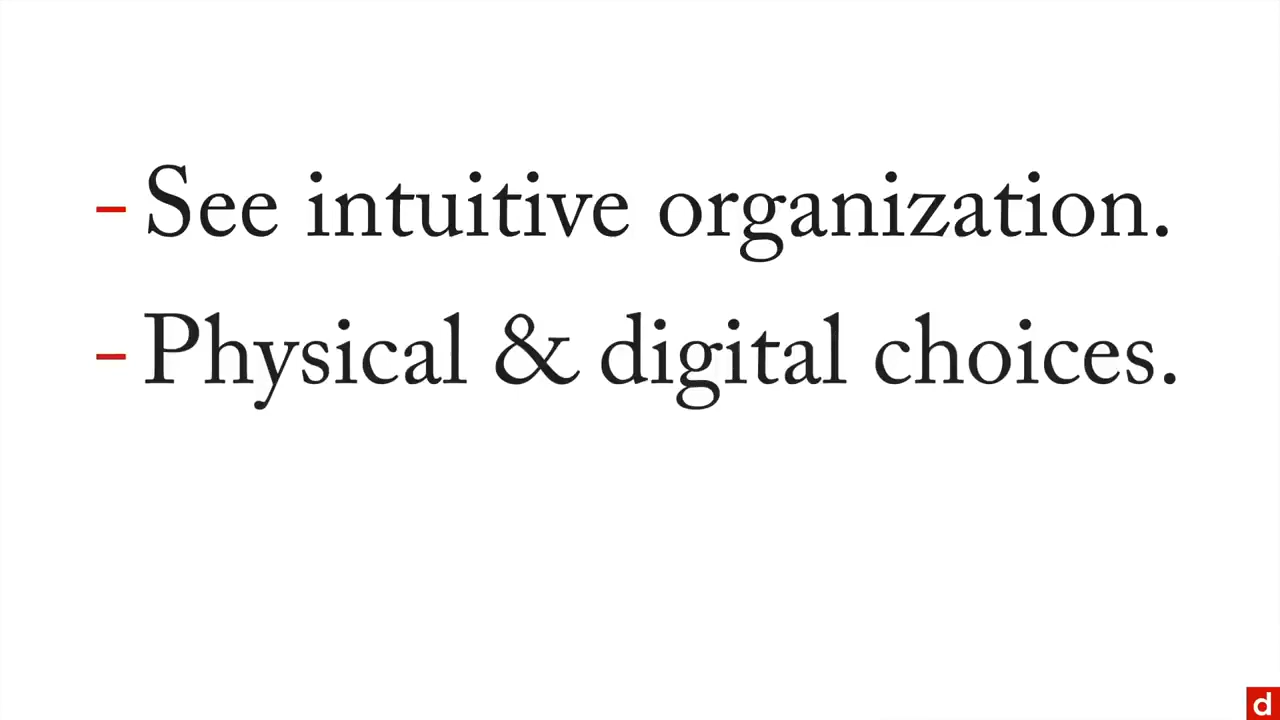 - See intuitive organization.
- Physical & digital choices.
d